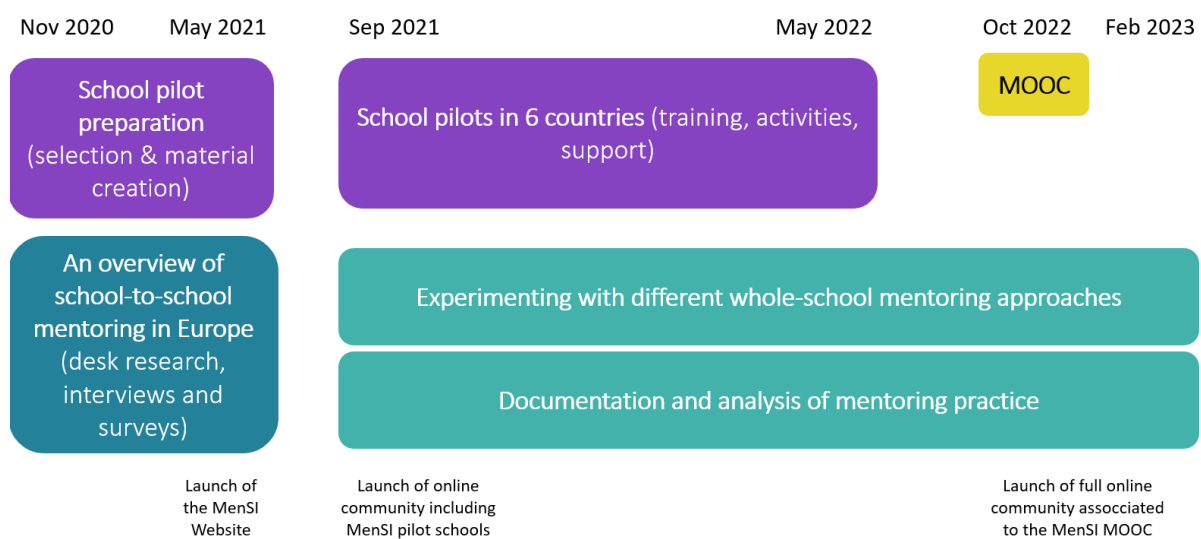 Nov 2020
May 2021
Sep 2021
May 2022
Oct 2022
Feb 2023
School pilot
preparation
(selection & material
creation)
School pilots in 6 countries (training, activities,
support)
MOOC
An overview of
school-to-school
mentoring in Europe
(desk research,
interviews and
surveys)
Experimenting with different whole-school mentoring approaches
Documentation and analysis of mentoring practice
Launch of
the MenSI
Website
Launch of online
community including
MenSI pilot schools
Launch of full online
community assocciated
to the MenSI MOOC